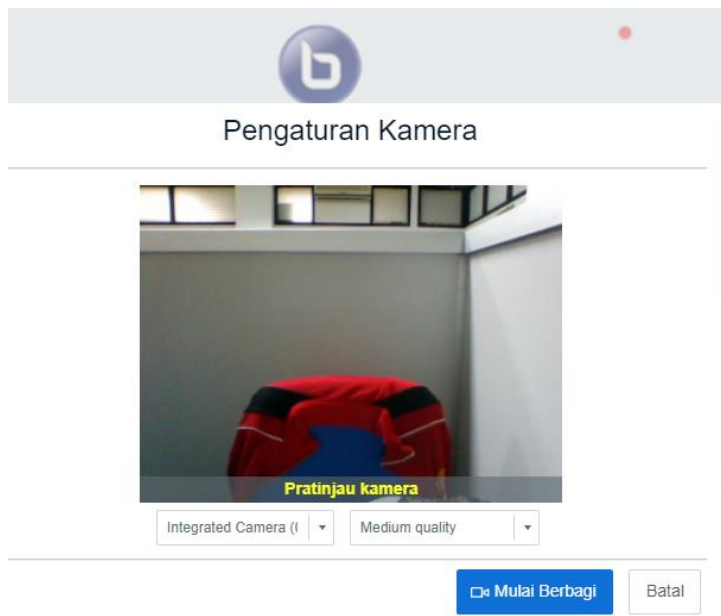 b
Pengaturan Kamera
Pratinjau kamera
Integrated Camera (
Medium quality
Mulai Berbagi
Batal